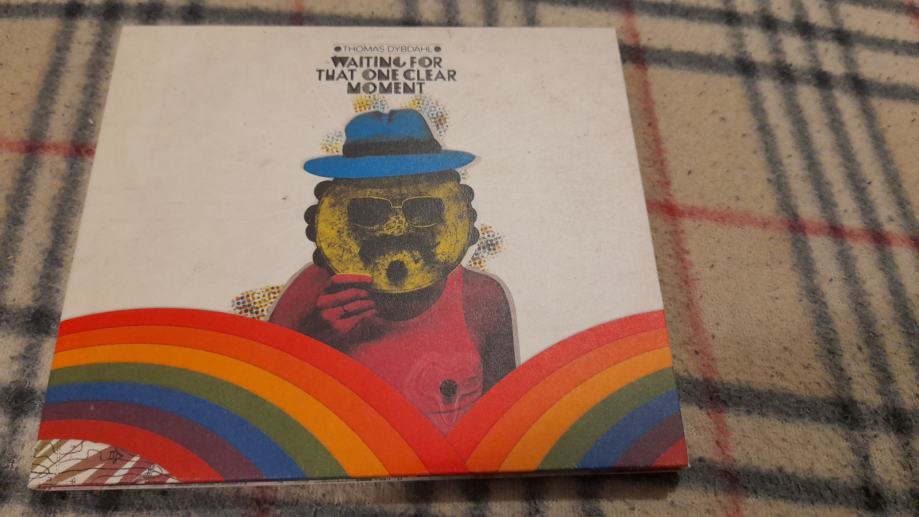 THOMAS DYBDAHL
WAITING FOR
THAT ONE CLEAR
MOMENT